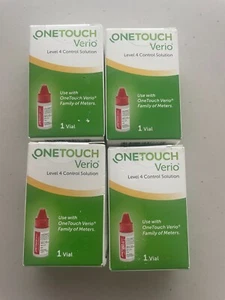 ONETOUCH
Verio®
Level 4 Control Solution
Use with
OneTouch Verio®
Family of Meters.
1 Vial
ONETOUCH
Verio®
Level 4 Control Solution
Use with
OneTouch Verio®
Family of Meters.
1 Vial
ONETOUCH
Verio®
Level 4 Control Solution
Use with
OneTouch Verio®
Family of Meters.
1 Vial
ONETOUCH
Verio®
Level 4 Control Solution
Use with
OneTouch Verio®
Family of Meters.
1 Vial